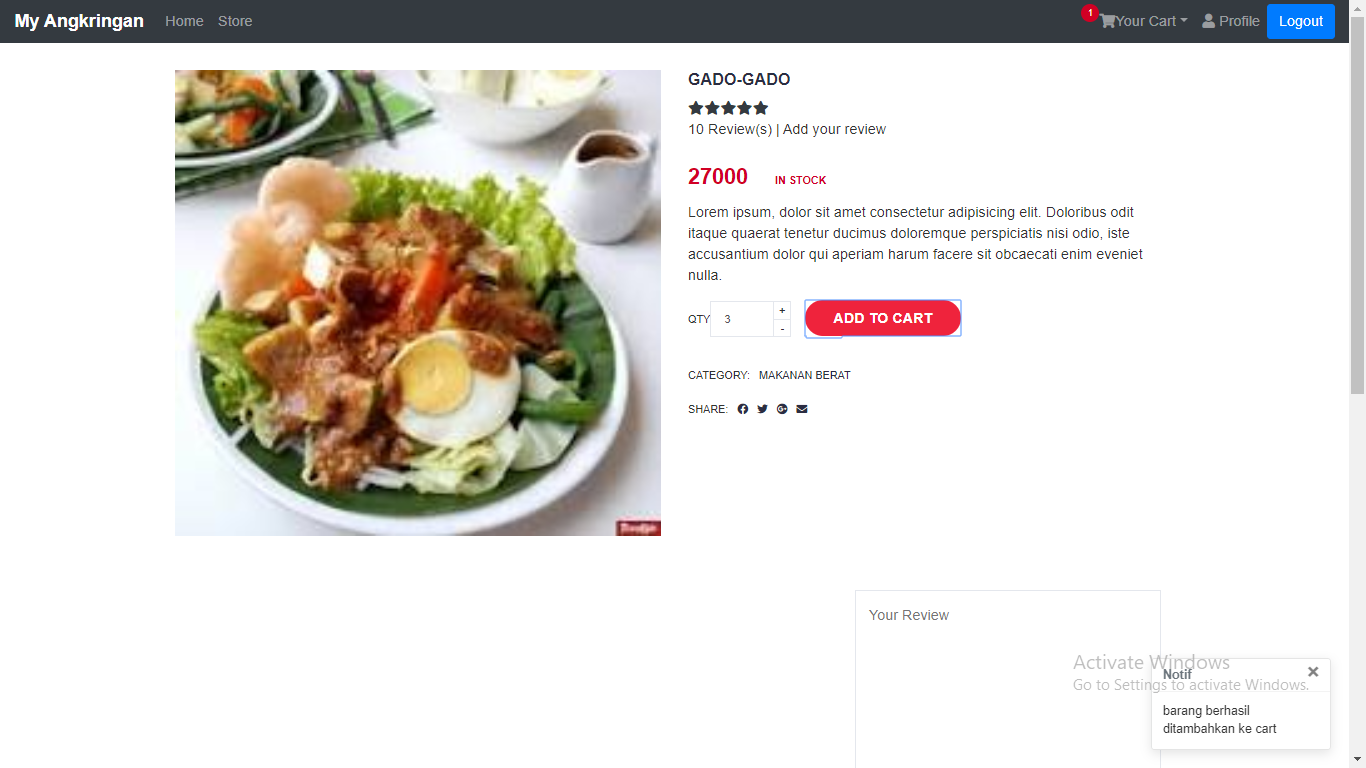 My Angkringan Home Store 1 Your Cart Profile Logout
GADO-GADO
10 Review(s) | Add your review
27000 IN STOCK
Lorem ipsum, dolor sit amet consectetur adipisicing elit. Doloribus odit
itaque quaerat tenetur ducimus doloremque perspiciatis nisi odio, iste
accusantium dolor qui aperiam harum facere sit obcaecati enim eveniet
nulla.
QTY 3 + - ADD TO CART
CATEGORY: MAKANAN BERAT
SHARE:
Your Review
Activate Windows
Go to Settings to activate Windows.
Notif ×
barang berhasil
ditambahkan ke cart